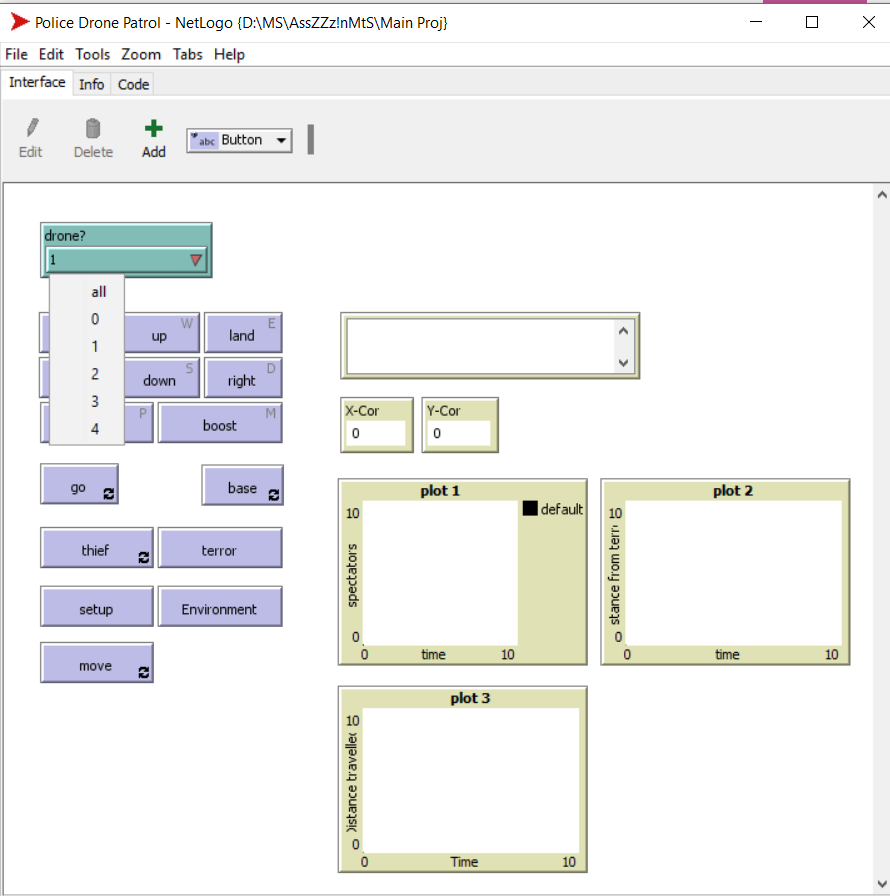 Police Drone Patrol - NetLogo {D:\MS\AssZZz!nMtS\Main Proj}
File Edit Tools Zoom Tabs Help
Interface Info Code
Edit Delete Add abc Button
drone?
1
all
0
1
2
3
4
up W land E
down S right D
P boost M
go base
thief terror
setup Environment
move
X-Cor Y-Cor
0 0
plot 1
10
spectators
0
0 time 10
default
plot 2
10
stance from terr
0
0 time 10
plot 3
10
istance traveller
0
0 Time 10